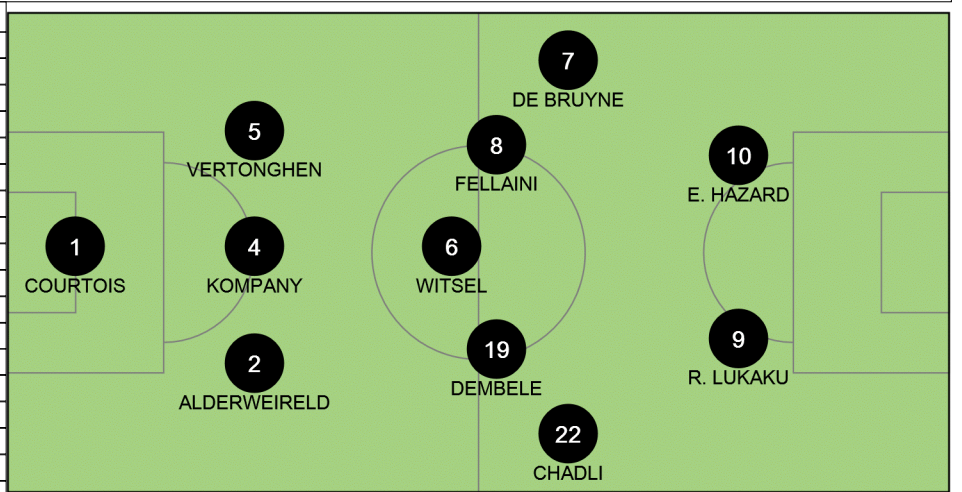 7
DE BRUYNE
5
VERTONGHEN
8
FELLAINI
10
E. HAZARD
1
COURTOIS
4
KOMPANY
6
WITSEL
2
ALDERWEIRELD
19
DEMBELE
9
R. LUKAKU
22
CHADLI